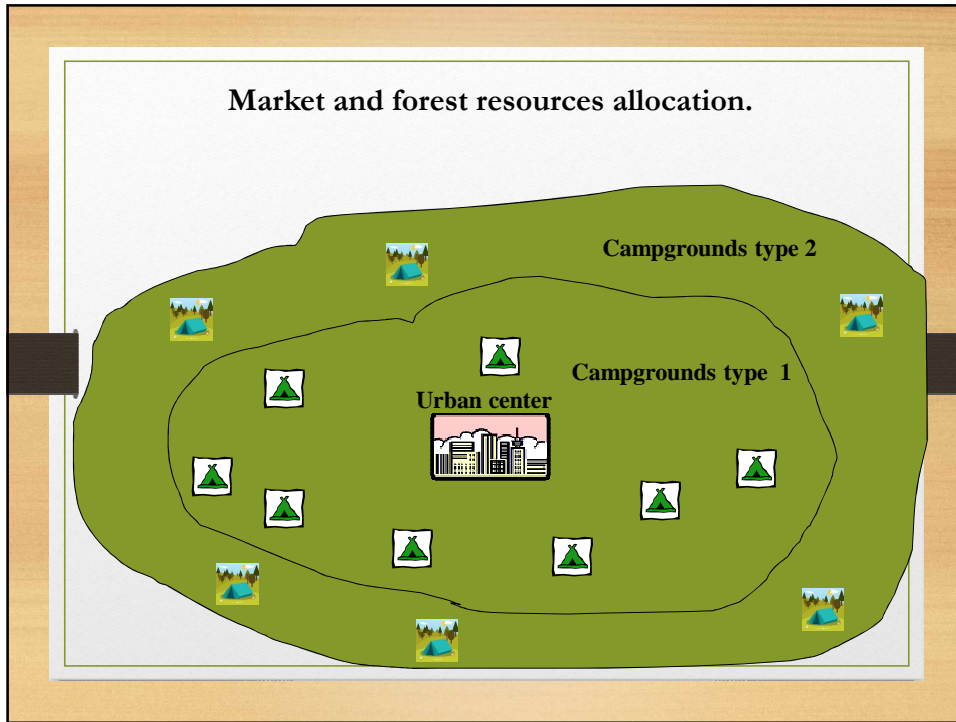 Market and forest resources allocation.
Campgrounds type 2
Campgrounds type 1
Urban center